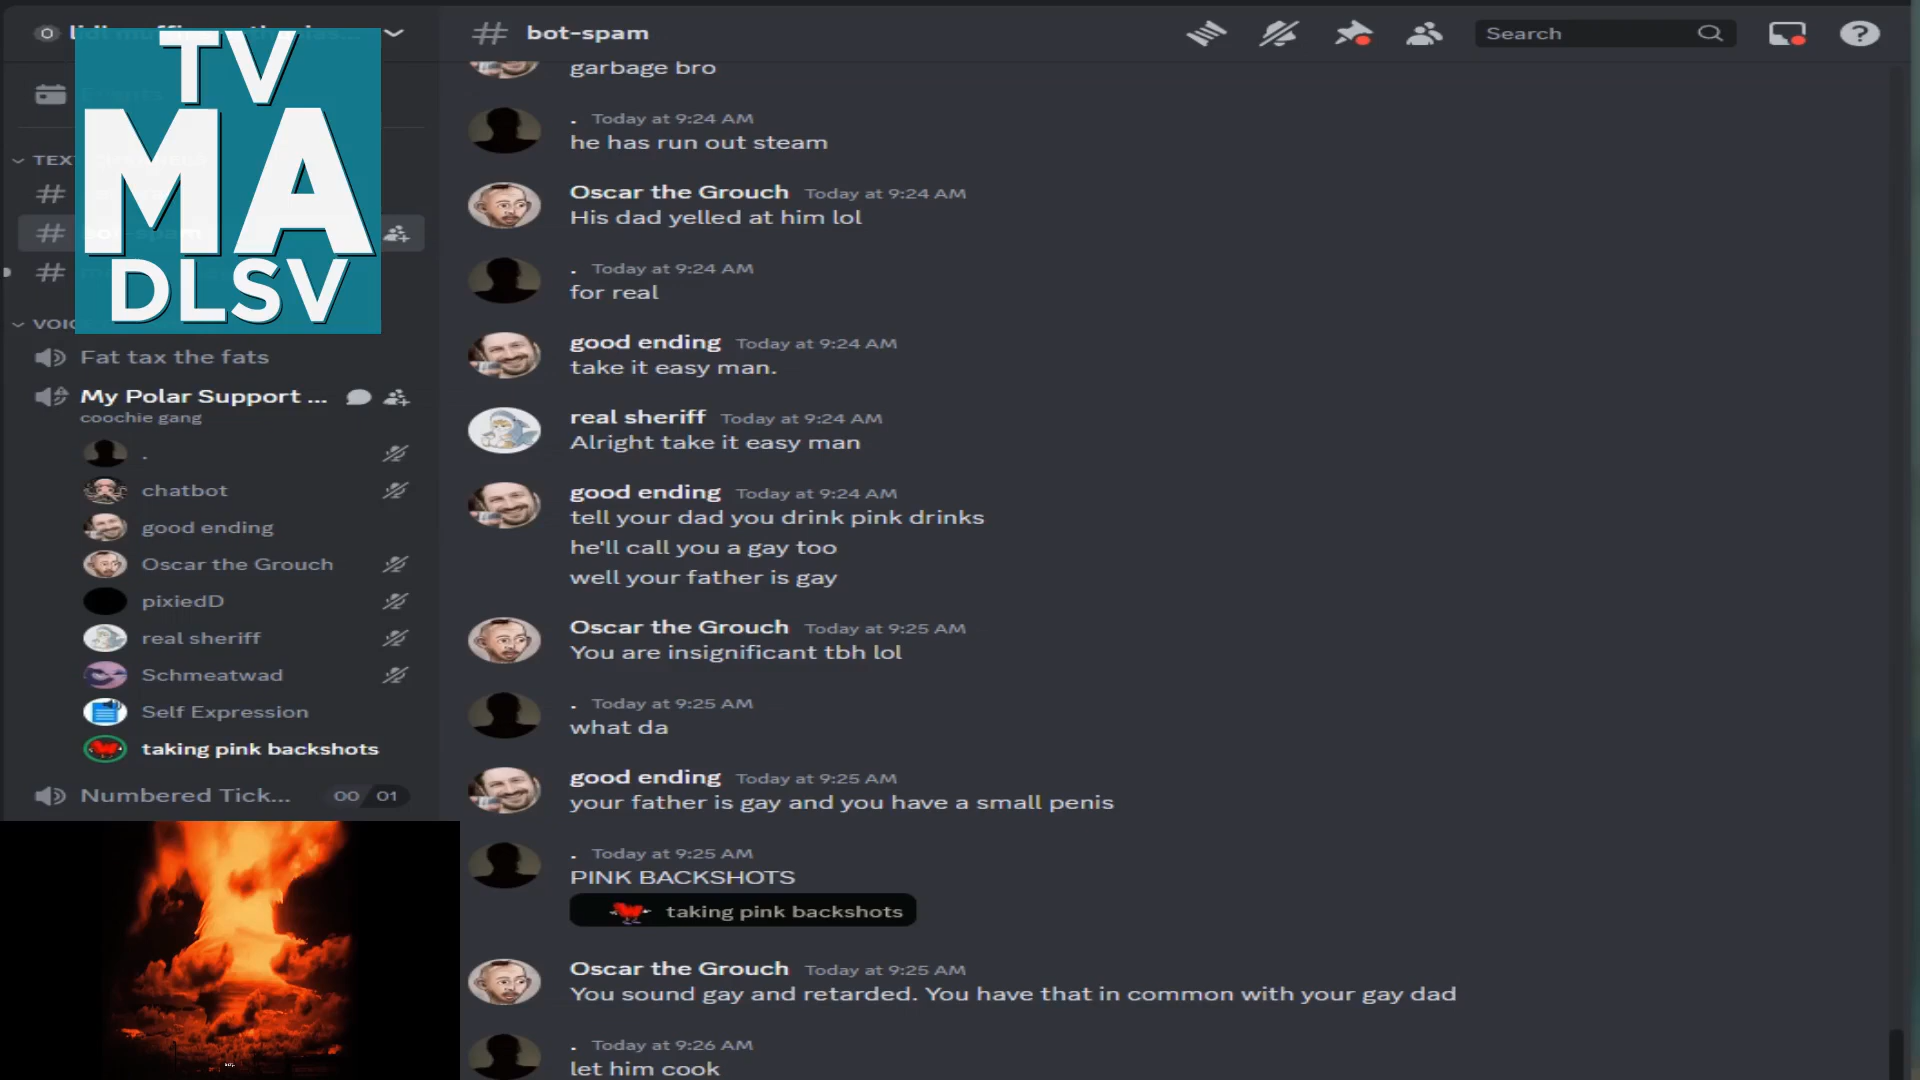 TV
MA
DLSV
TEX
VOIC
Fat tax the fats
My Polar Support ...
coochie gang
.
chatbot
good ending
Oscar the Grouch
pixiedD
real sheriff
Schmeatwad
Self Expression
taking pink backshots
Numbered Tick... 00 / 01
# bot-spam
Search
?
garbage bro
. Today at 9:24 AM
he has run out steam
Oscar the Grouch Today at 9:24 AM
His dad yelled at him lol
. Today at 9:24 AM
for real
good ending Today at 9:24 AM
take it easy man.
real sheriff Today at 9:24 AM
Alright take it easy man
good ending Today at 9:24 AM
tell your dad you drink pink drinks
he'll call you a gay too
well your father is gay
Oscar the Grouch Today at 9:25 AM
You are insignificant tbh lol
. Today at 9:25 AM
what da
good ending Today at 9:25 AM
your father is gay and you have a small penis
. Today at 9:25 AM
PINK BACKSHOTS
taking pink backshots
Oscar the Grouch Today at 9:25 AM
You sound gay and retarded. You have that in common with your gay dad
. Today at 9:26 AM
let him cook